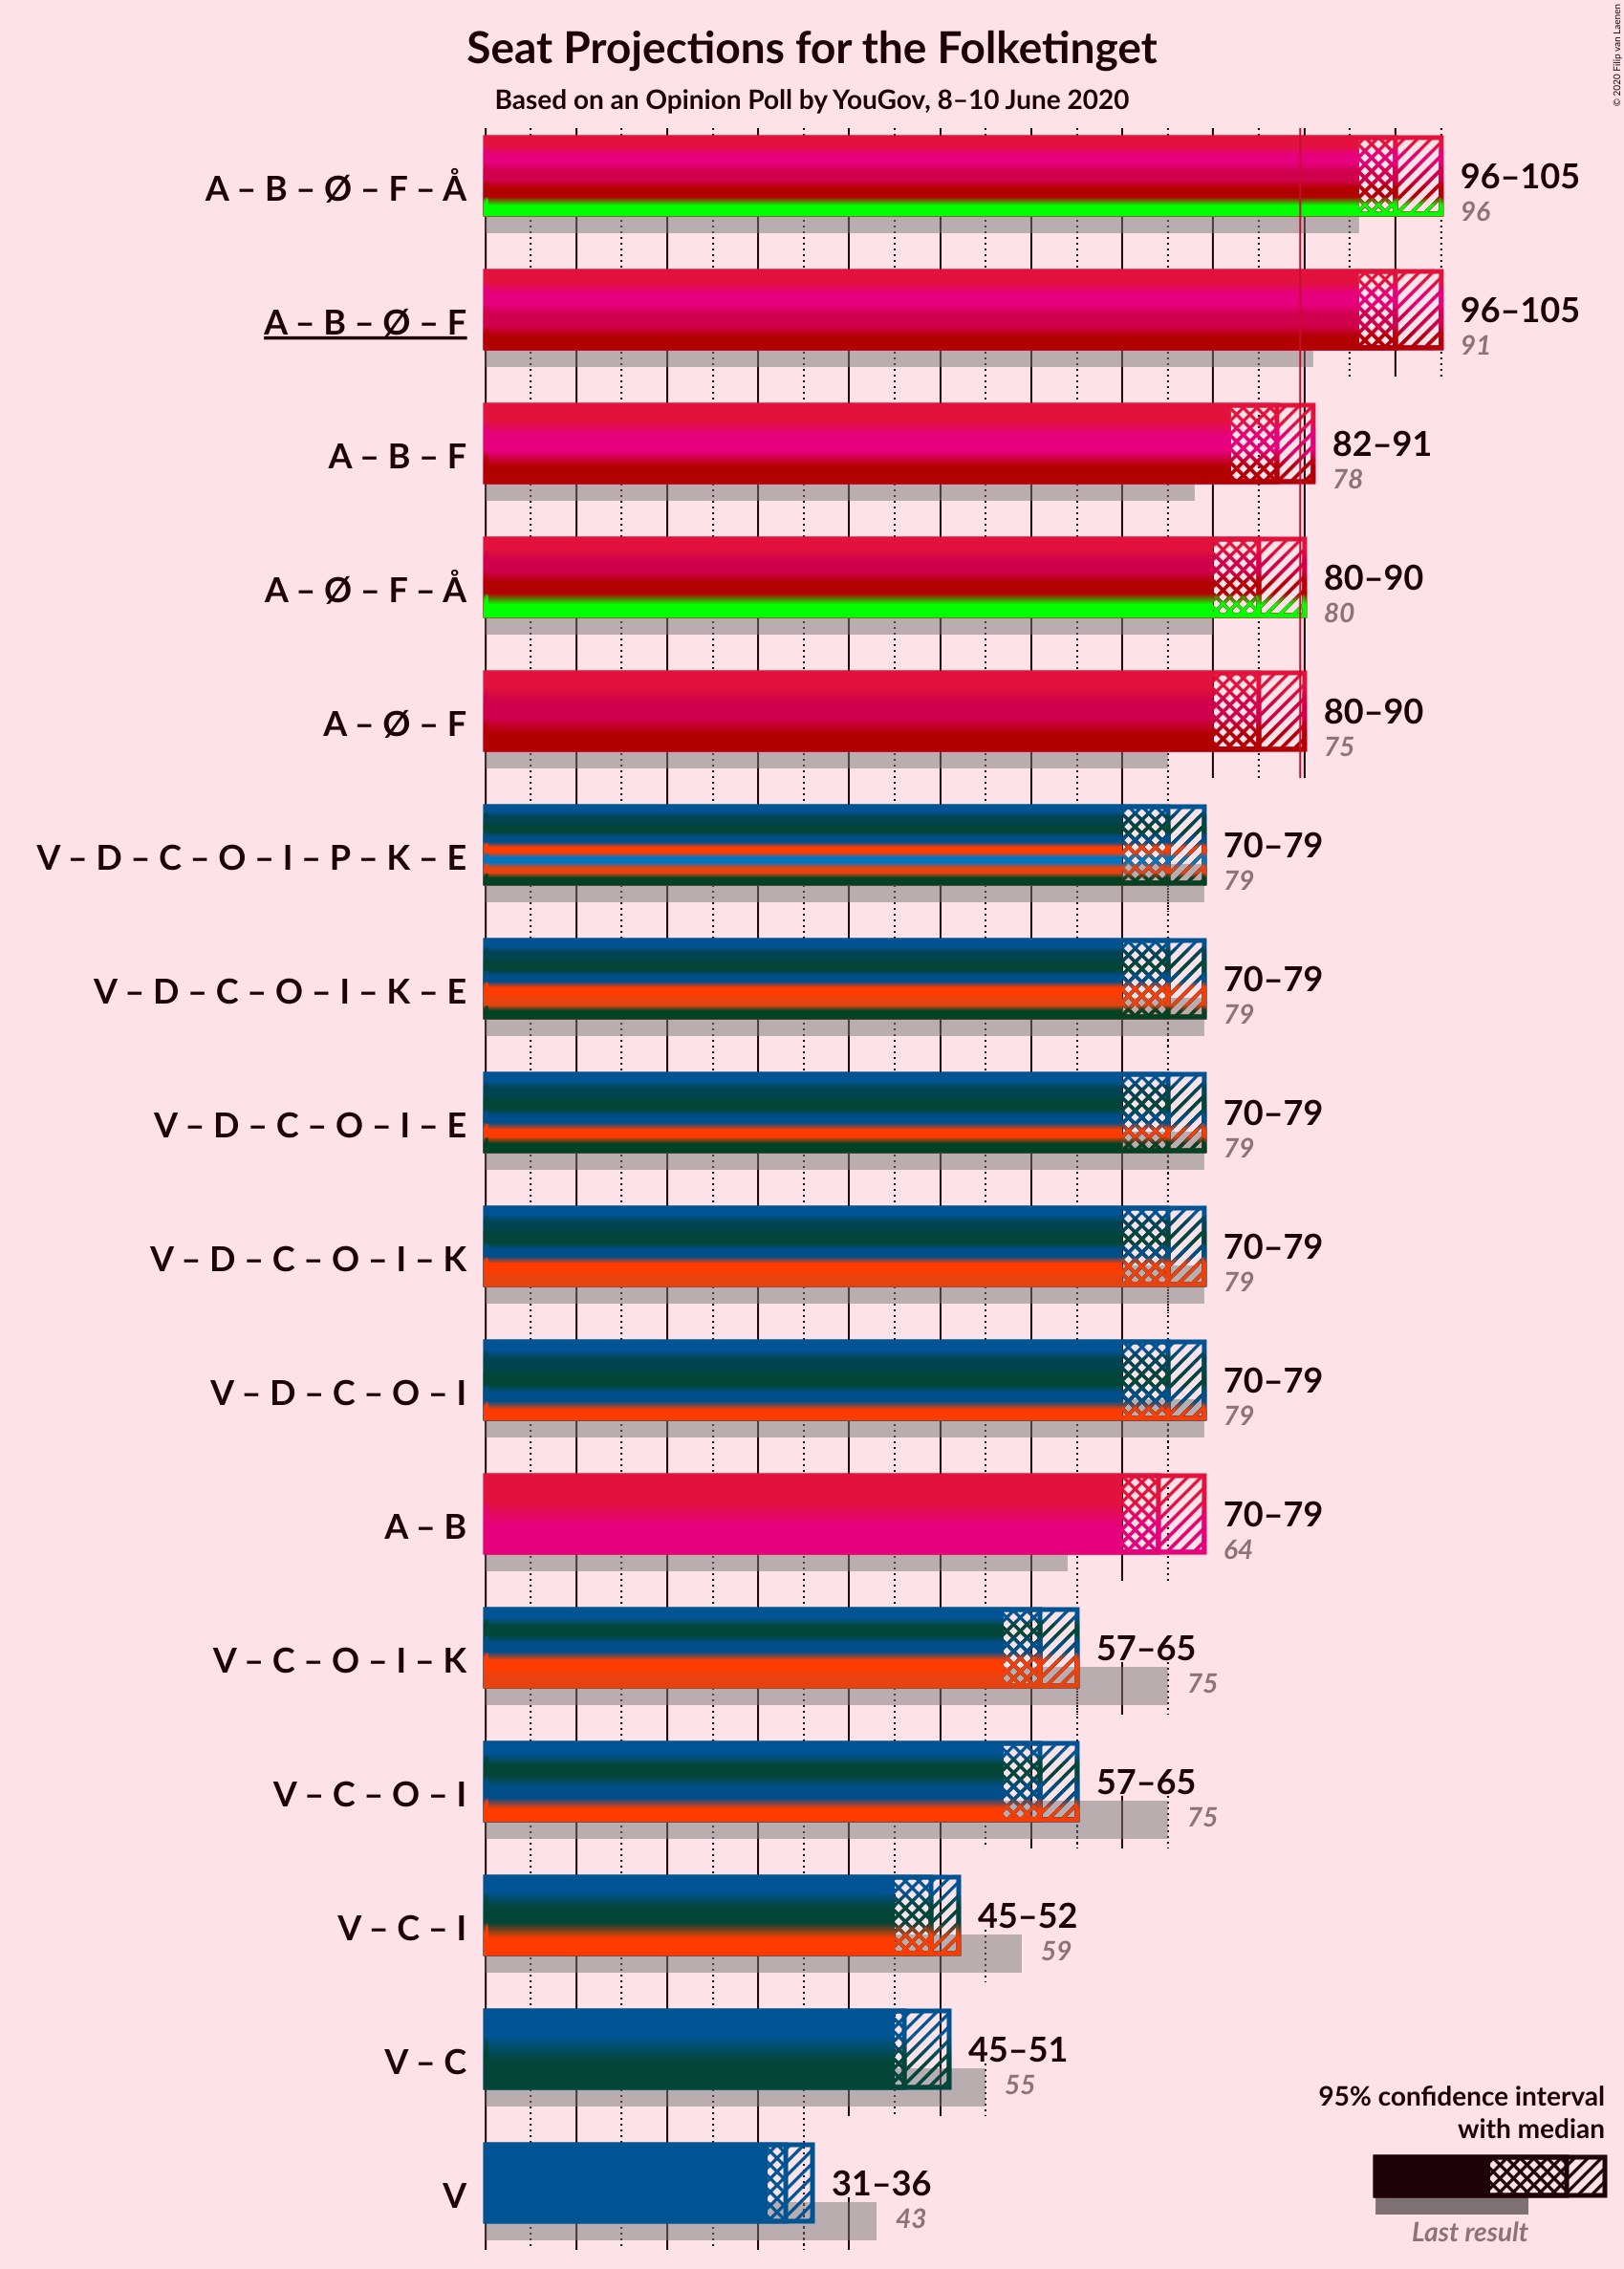 Seat Projections for the Folketinget
Based on an Opinion Poll by YouGov, 8–10 June 2020
© 2020 Filip van Laenen
A – B – Ø – F – Å
96–105
96
A – B – Ø – F
96–105
91
A – B – F
82–91
78
A – Ø – F – Å
80–90
80
A – Ø – F
80–90
75
V – D – C – O – I – P – K – E
70–79
79
V – D – C – O – I – K – E
70–79
79
V – D – C – O – I – E
70–79
79
V – D – C – O – I – K
70–79
79
V – D – C – O – I
70–79
79
A – B
70–79
64
V – C – O – I – K
57–65
75
V – C – O – I
57–65
75
V – C – I
45–52
59
V – C
45–51
55
V
31–36
43
95% confidence interval
with median
Last result